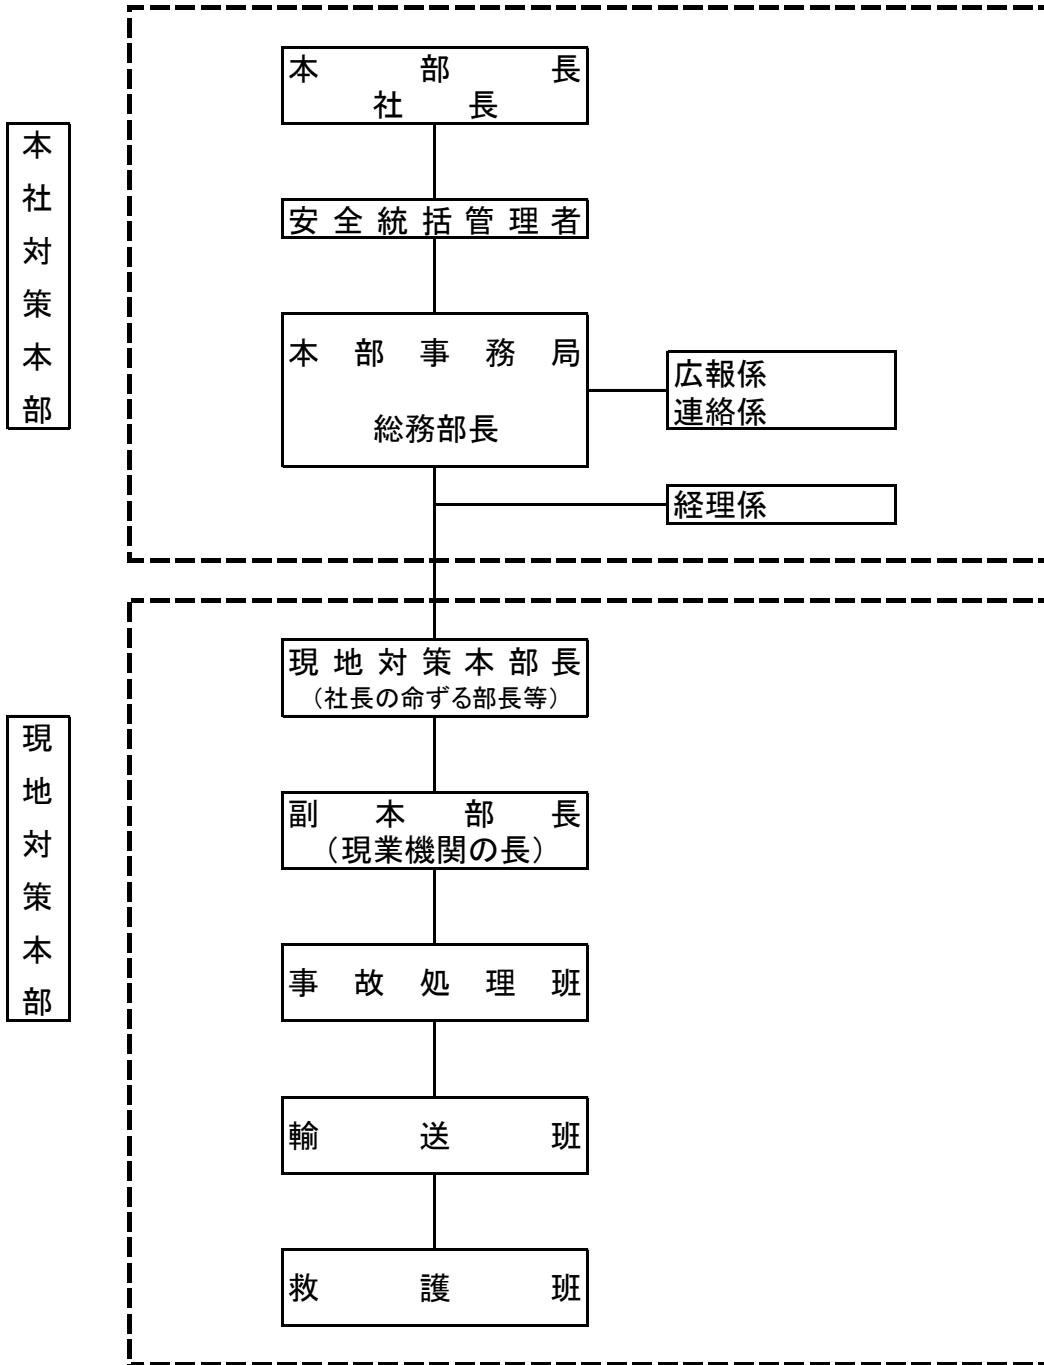 本社対策本部
本部長
社長
安全統括管理者
本部事務局
総務部長
広報係
連絡係
経理係
現地対策本部
現地対策本部長
（社長の命ずる部長等）
副本部長
（現業機関の長）
事故処理班
輸送班
救護班